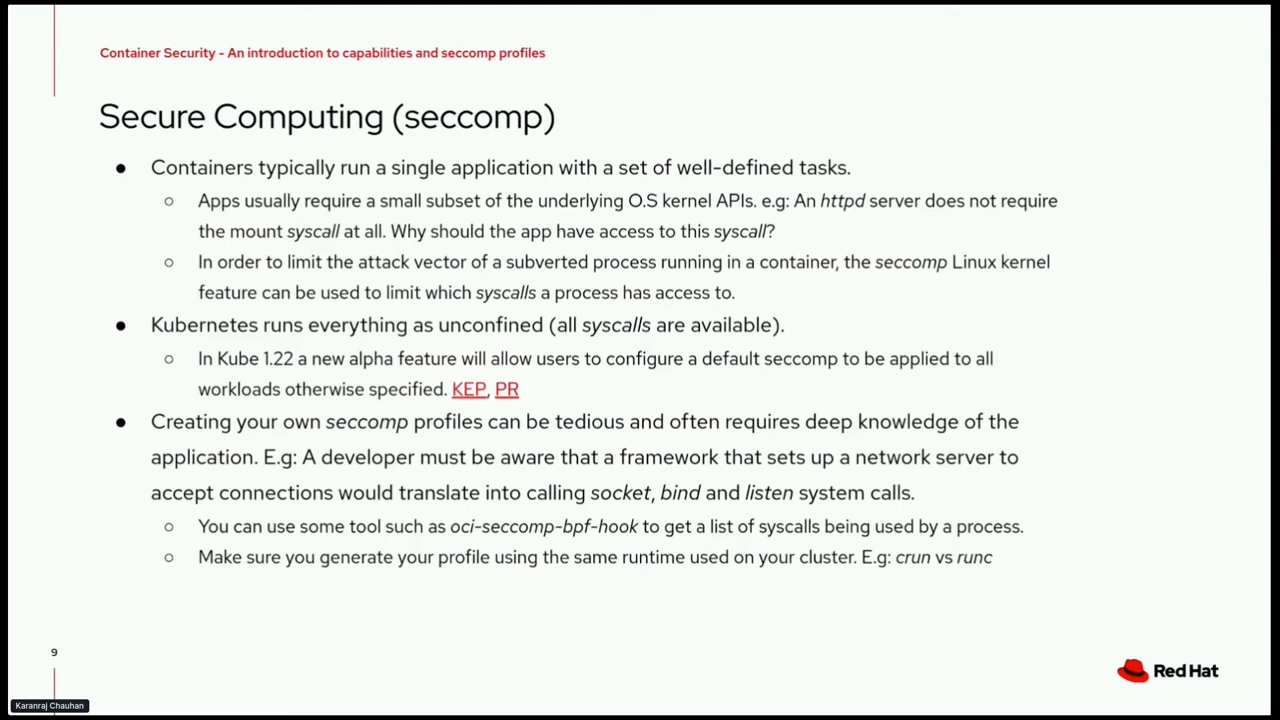 Container Security - An introduction to capabilities and seccomp profiles
Secure Computing (seccomp)
● Containers typically run a single application with a set of well-defined tasks.
○ Apps usually require a small subset of the underlying O.S kernel APIs. e.g: An httpd server does not require
the mount syscall at all. Why should the app have access to this syscall?
○ In order to limit the attack vector of a subverted process running in a container, the seccomp Linux kernel
feature can be used to limit which syscalls a process has access to.
● Kubernetes runs everything as unconfined (all syscalls are available).
○ In Kube 1.22 a new alpha feature will allow users to configure a default seccomp to be applied to all
workloads otherwise specified. KEP, PR
● Creating your own seccomp profiles can be tedious and often requires deep knowledge of the
application. E.g: A developer must be aware that a framework that sets up a network server to
accept connections would translate into calling socket, bind and listen system calls.
○ You can use some tool such as oci-seccomp-bpf-hook to get a list of syscalls being used by a process.
○ Make sure you generate your profile using the same runtime used on your cluster. E.g: crun vs runc
9
Red Hat
Karanraj Chauhan